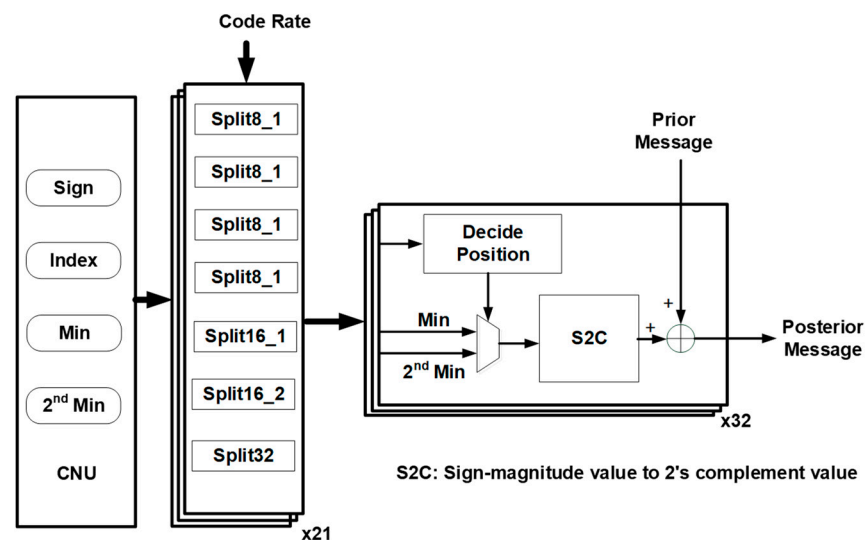 Code Rate
Sign
Index
Min
2nd Min
CNU
Split8_1
Split8_1
Split8_1
Split8_1
Split16_1
Split16_2
Split32
x21
Decide
Position
Min
2nd Min
S2C
+
+
Prior
Message
Posterior
Message
x32
S2C: Sign-magnitude value to 2's complement value